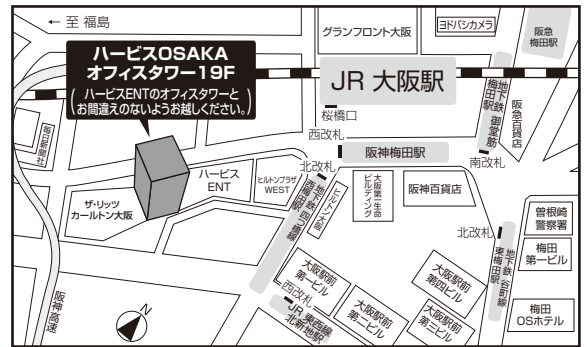 ← 至 福島
グランフロント大阪
ヨドバシカメラ
阪急
梅田駅
ハービスOSAKA
オフィスタワー19F
(ハービスENTのオフィスタワーと
お間違えのないようお越しください。)
JR 大阪駅
地下鉄 御堂筋
梅田駅
阪急百貨店
桜橋口
西改札
毎日新聞社
阪神梅田駅
南改札
北改札
ハービス
ENT
ヒルトンプラザ
WEST
地下鉄 四つ橋線
西梅田駅
ヒルトン大阪
大阪第一生命
ビルディング
阪神百貨店
ザ・リッツ
カールトン大阪
曽根崎
警察署
北改札
梅田
第一ビル
地下鉄 谷町線
東梅田駅
大阪駅前
第一ビル
大阪駅前
第四ビル
西改札
大阪駅前
第二ビル
大阪駅前
第三ビル
梅田
OSホテル
JR 東西線
北新地駅
阪神高速
N